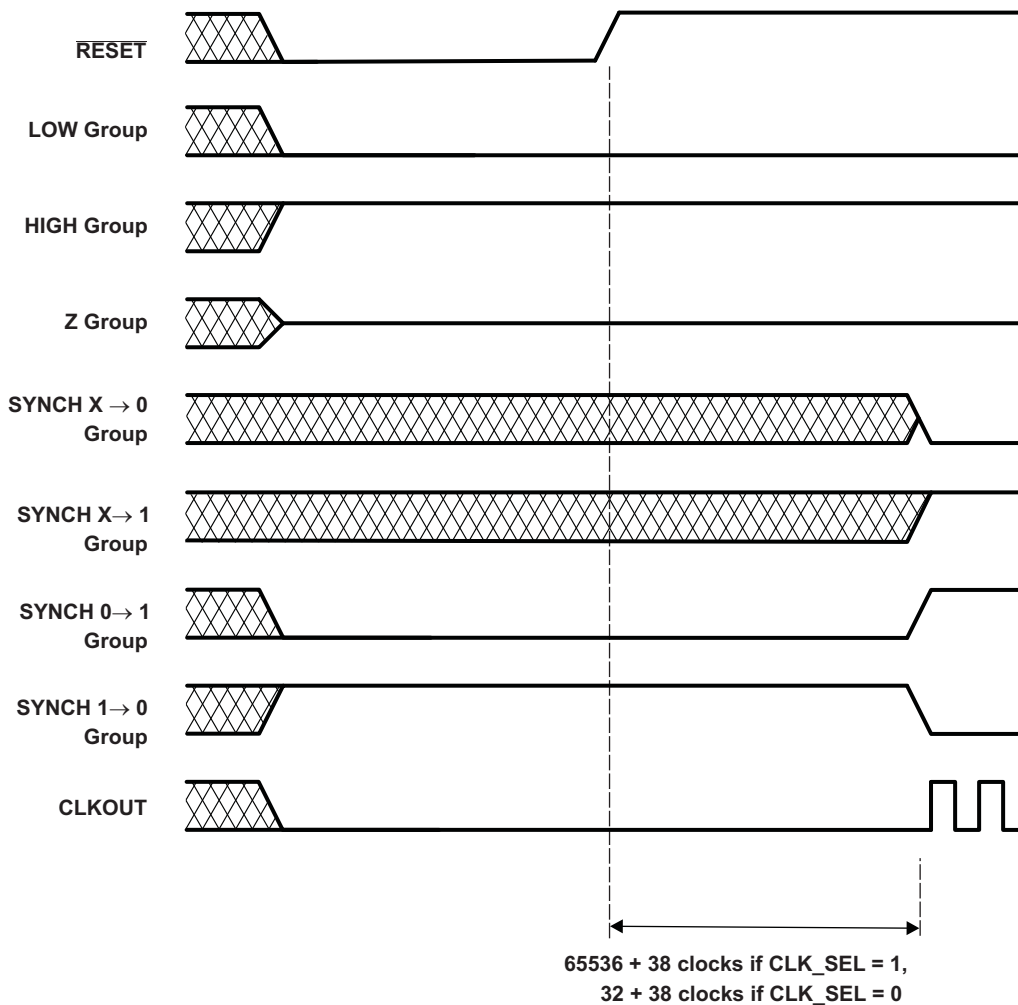 RESET
LOW Group
HIGH Group
Z Group
SYNCH X → 0
Group
SYNCH X→ 1
Group
SYNCH 0→ 1
Group
SYNCH 1→ 0
Group
CLKOUT
65536 + 38 clocks if CLK_SEL = 1,
32 + 38 clocks if CLK_SEL = 0